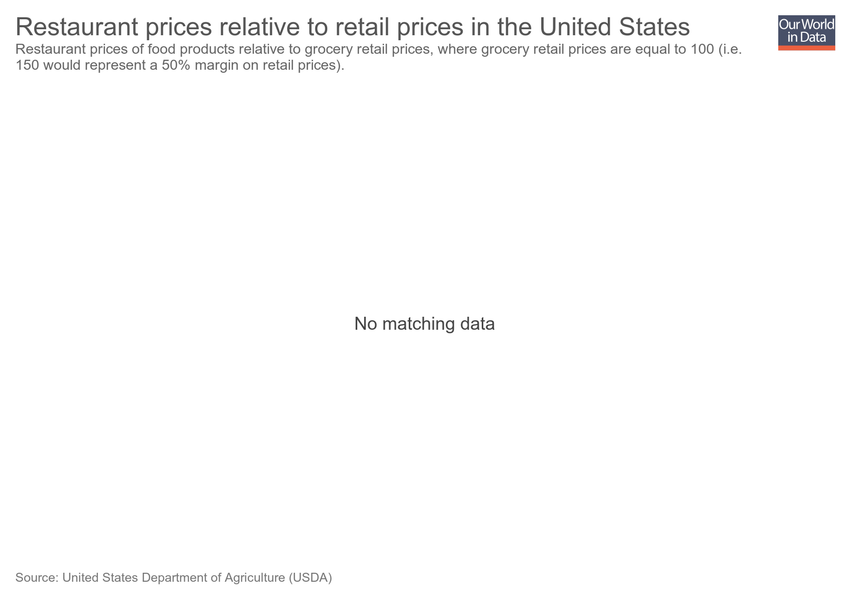 Restaurant prices relative to retail prices in the United States
Our World
in Data
Restaurant prices of food products relative to grocery retail prices, where grocery retail prices are equal to 100 (i.e.
150 would represent a 50% margin on retail prices).
No matching data
Source: United States Department of Agriculture (USDA)